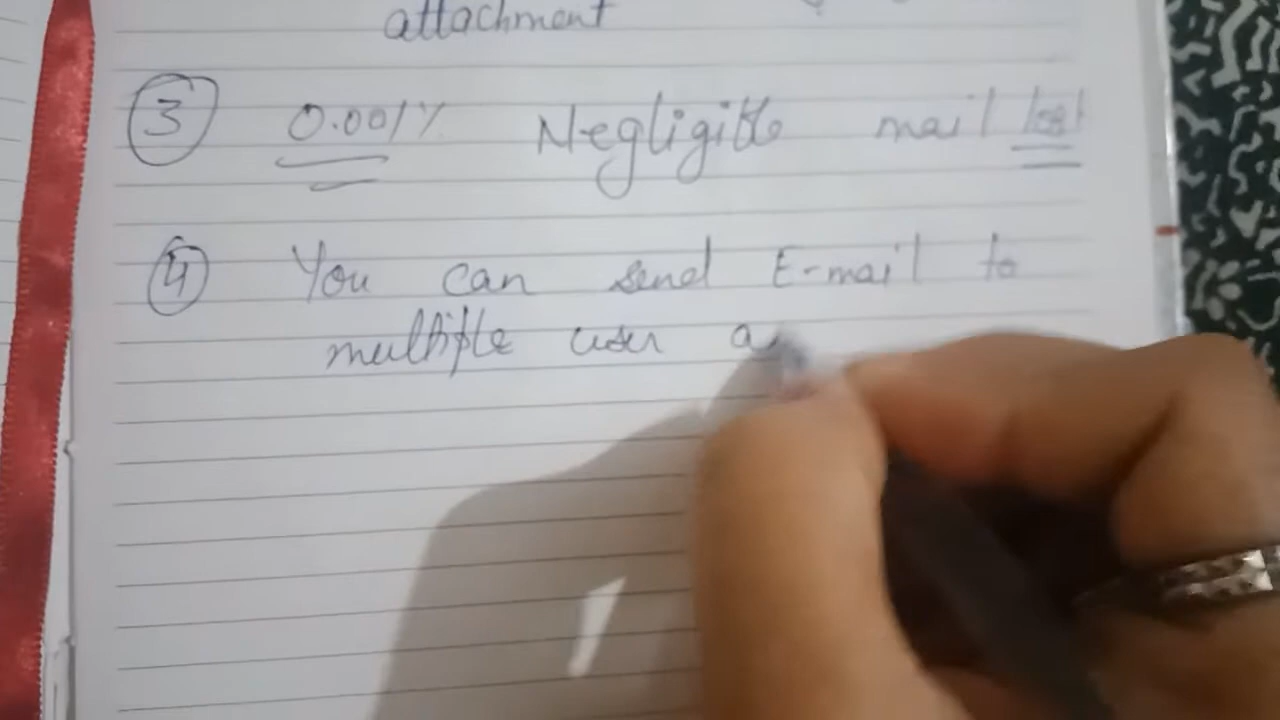 attachment
③ 0.001% Negligible mail lost
④ You can send E-mail to
multiple user